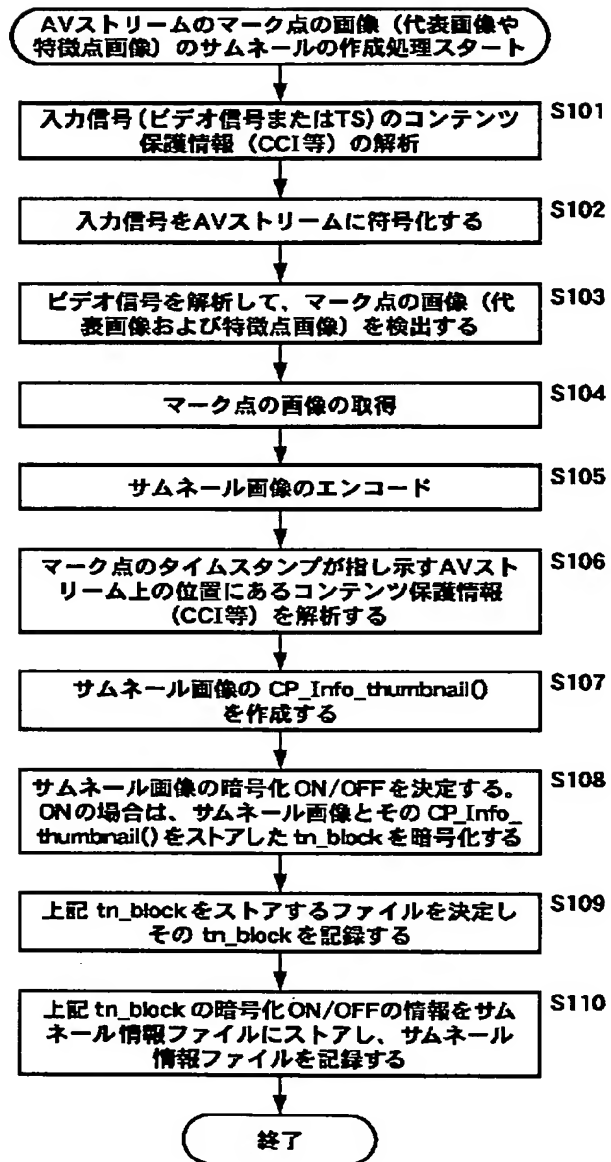 AVストリームのマーク点の画像（代表画像や
特徴点画像）のサムネールの作成処理スタート
入力信号（ビデオ信号またはTS）のコンテンツ
保護情報（CCI等）の解析
S101
入力信号をAVストリームに符号化する
S102
ビデオ信号を解析して、マーク点の画像（代
表画像および特徴点画像）を検出する
S103
マーク点の画像の取得
S104
サムネール画像のエンコード
S105
マーク点のタイムスタンプが指し示すAVスト
リーム上の位置にあるコンテンツ保護情報
（CCI等）を解析する
S106
サムネール画像の CP_Info_thumbnail()
を作成する
S107
サムネール画像の暗号化 ON/OFFを決定する。
ONの場合は、サムネール画像とその CP_Info_
thumbnail()をストアした tn_block を暗号化する
S108
上記 tn_block をストアするファイルを決定し
その tn_block を記録する
S109
上記 tn_block の暗号化 ON/OFFの情報をサム
ネール情報ファイルにストアし、サムネール
情報ファイルを記録する
S110
終了